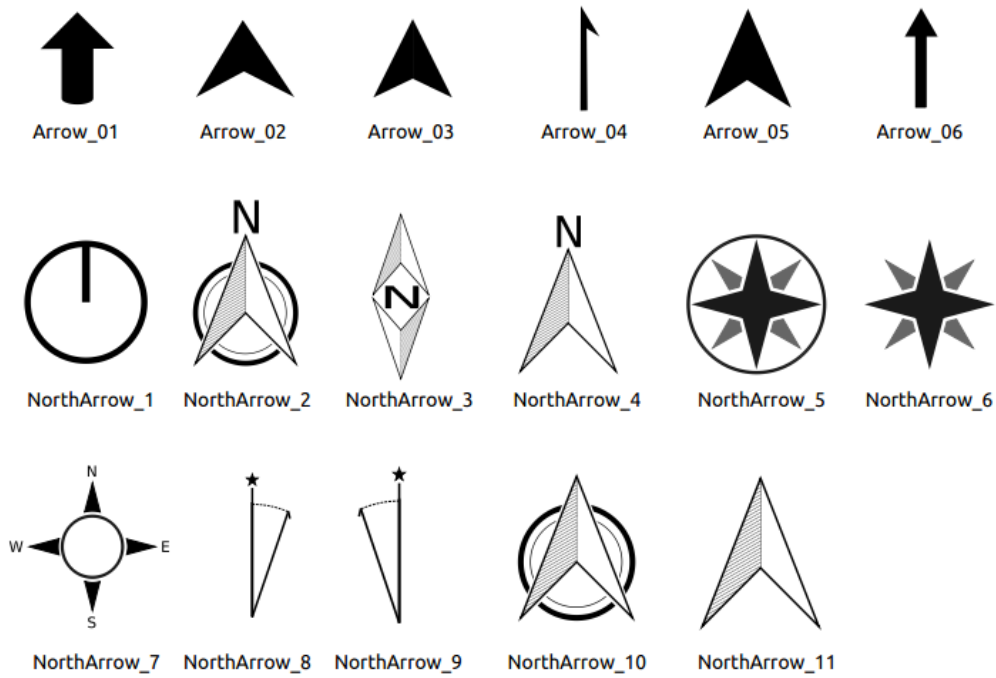 Arrow_01 Arrow_02 Arrow_03 Arrow_04 Arrow_05 Arrow_06
N N N
NorthArrow_1 NorthArrow_2 NorthArrow_3 NorthArrow_4 NorthArrow_5 NorthArrow_6
N
W E
S
NorthArrow_7 NorthArrow_8 NorthArrow_9 NorthArrow_10 NorthArrow_11